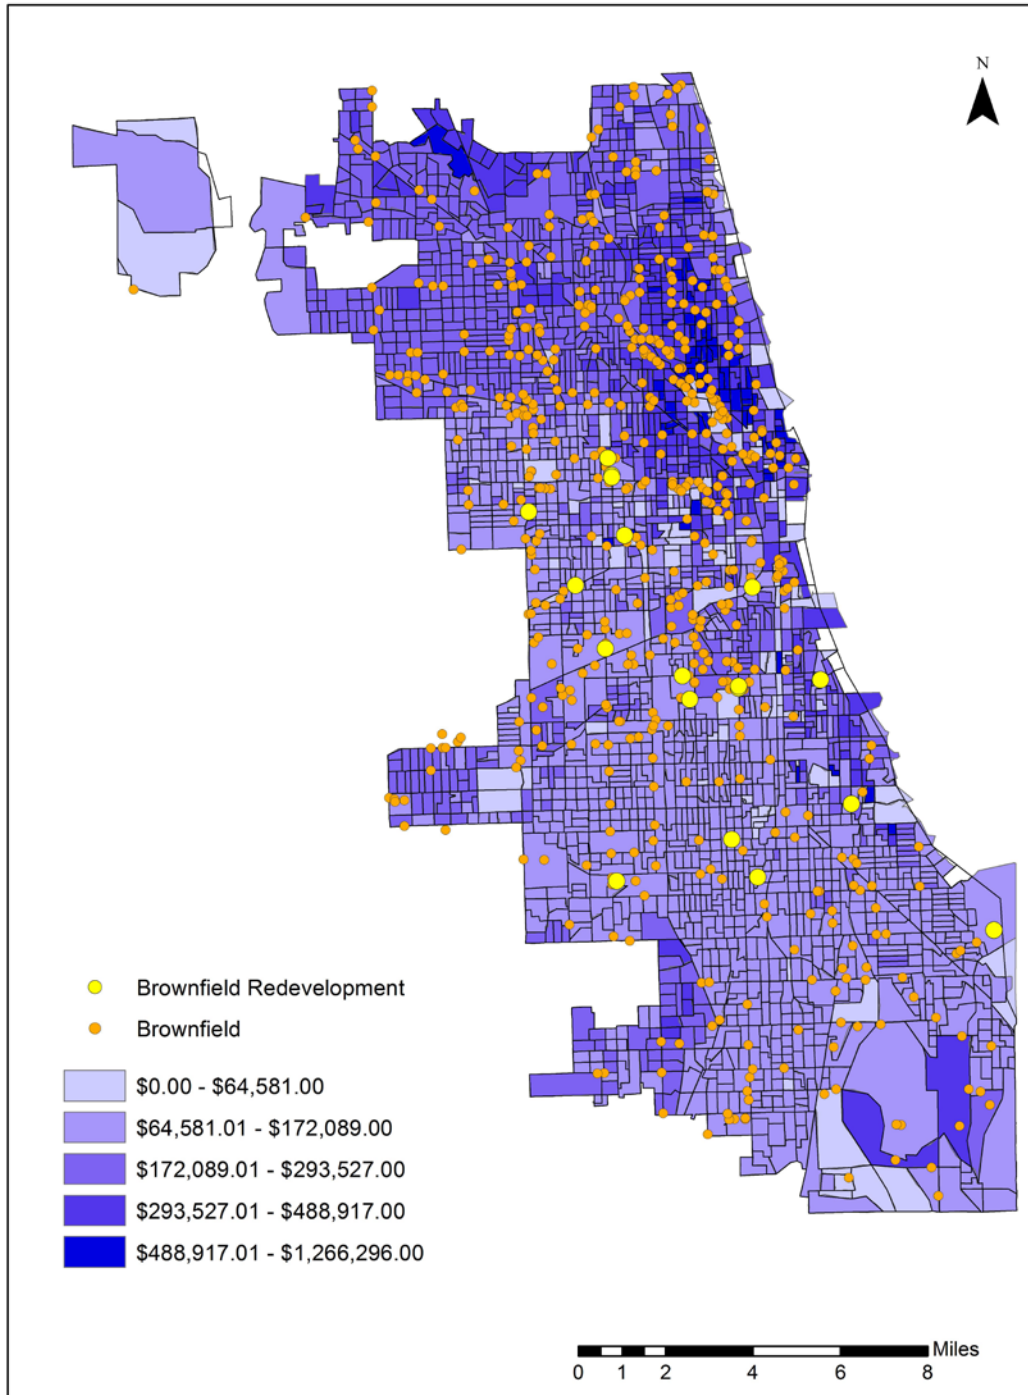 N
Brownfield Redevelopment
Brownfield
$0.00 - $64,581.00
$64,581.01 - $172,089.00
$172,089.01 - $293,527.00
$293,527.01 - $488,917.00
$488,917.01 - $1,266,296.00
Miles
0 1 2 4 6 8